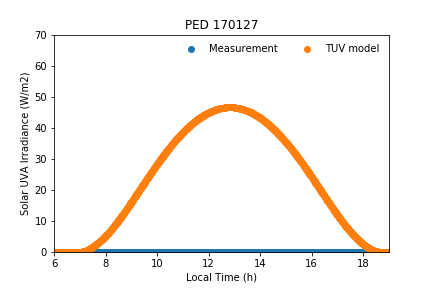 PED 170127
Measurement
TUV model
Solar UVA Irradiance (W/m2)
70
60
50
40
30
20
10
0
6 8 10 12 14 16 18
Local Time (h)